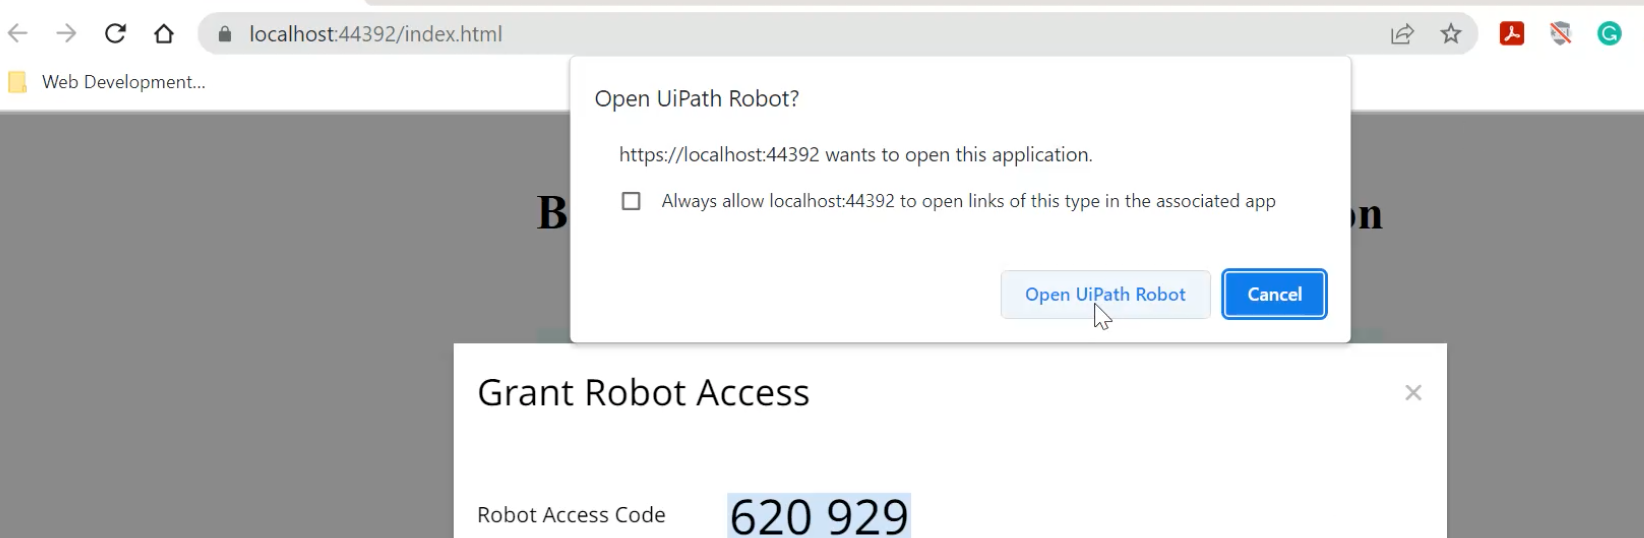 localhost:44392/index.html
Web Development...
Open UiPath Robot?
https://localhost:44392 wants to open this application.
Always allow localhost:44392 to open links of this type in the associated app
Open UiPath Robot
Cancel
Grant Robot Access
Robot Access Code 620 929